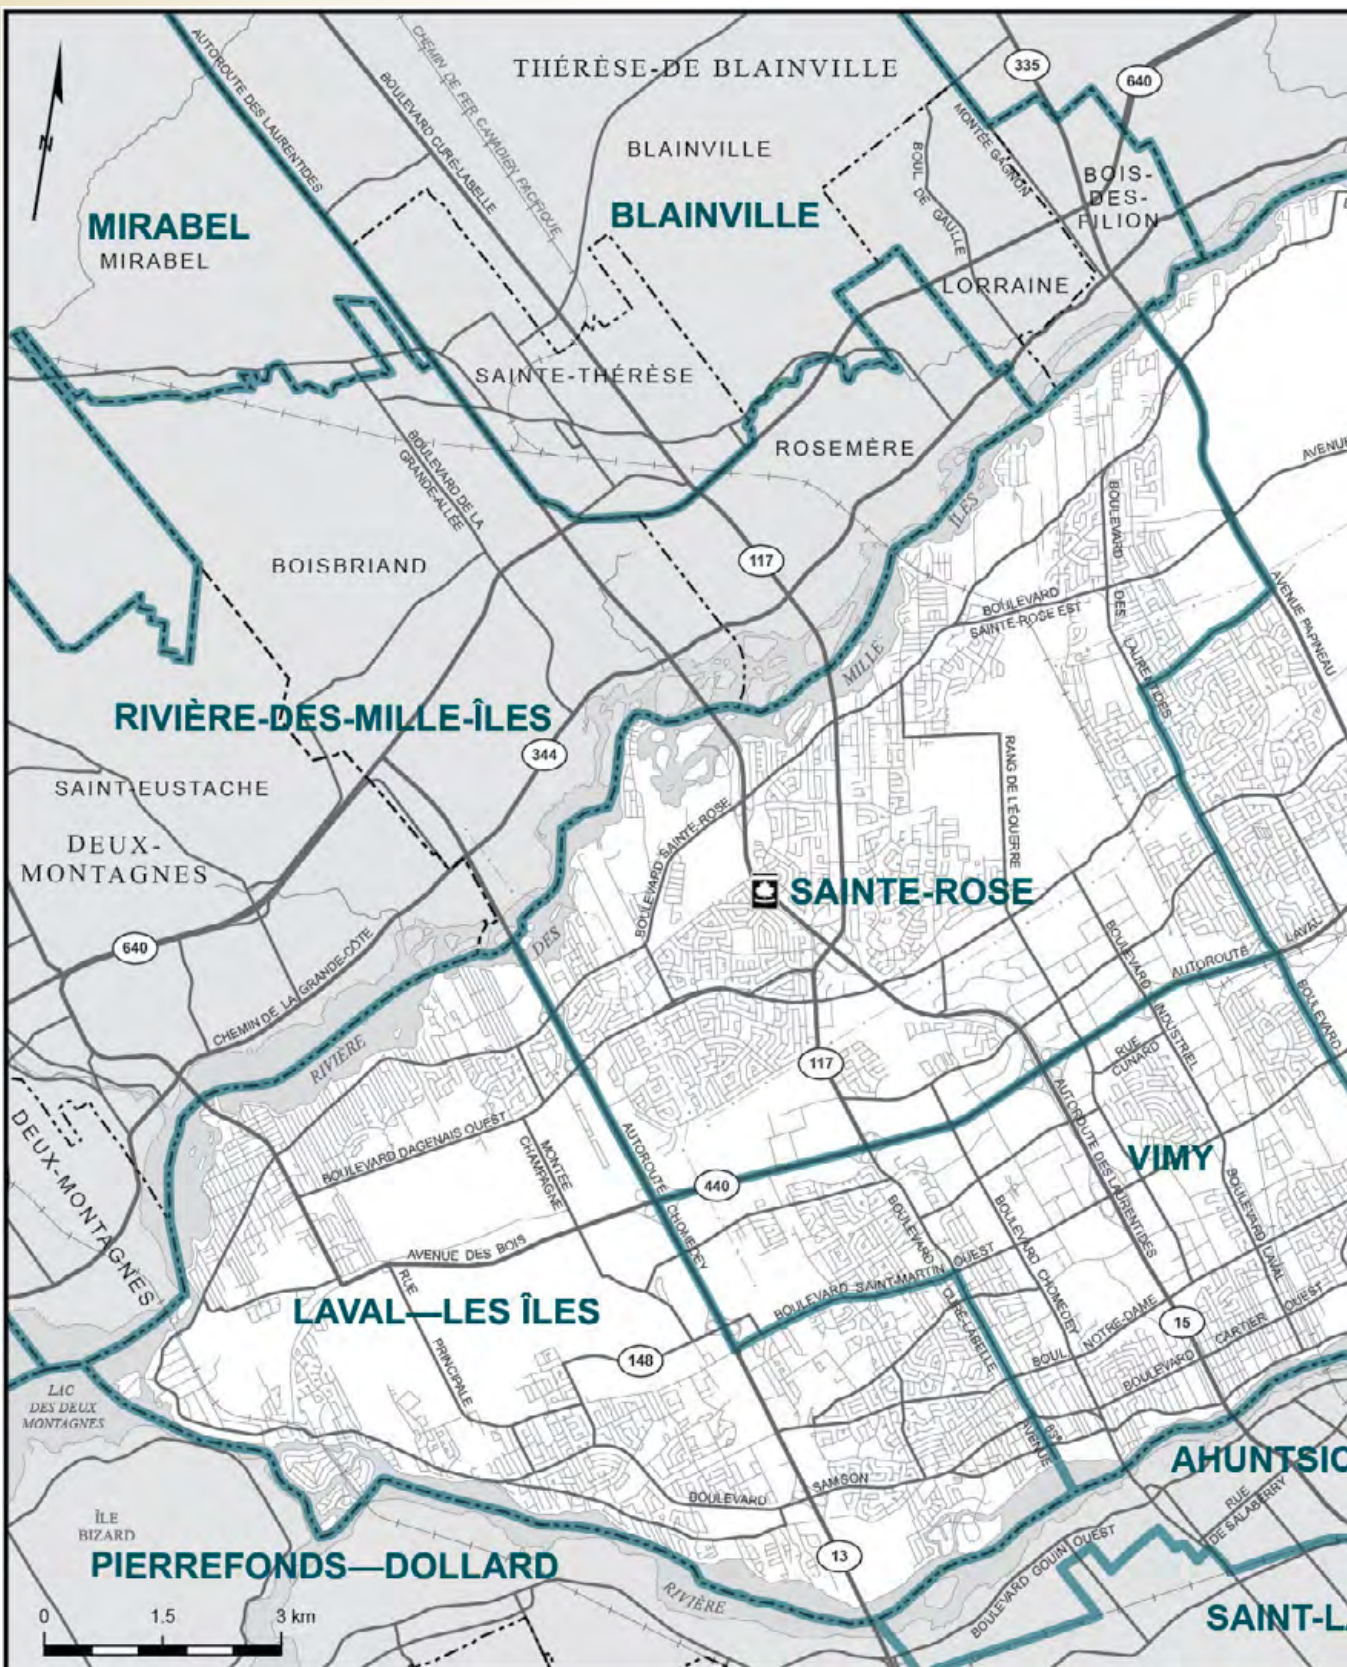 AUTOROUTE DES LAURENTIDES
BOULEVARD CURÉ-LABELLE
CHEMIN DE FER CANADIEN PACIFIQUE
THÉRÈSE-DE BLAINVILLE
335
640
N
BLAINVILLE
BLAINVILLE
BOUL DE GAULLE
MONTÉE GAGNON
BOIS-
DES-
FILION
MIRABEL
MIRABEL
LORRAINE
SAINTE-THÉRÈSE
ROSEMÈRE
AVENUE
BOULEVARD DE LA
GRANDE-ALLÉE
ÎLES
BOULEVARD DES LAURENTIDES
BOISBRIAND
117
BOULEVARD
SAINTE-ROSE EST
AVENUE PAPINEAU
MILLE
RIVIÈRE-DES-MILLE-ÎLES
344
RANG DE L'ÉQUERRE
SAINT-EUSTACHE
DEUX-
MONTAGNES
BOULEVARD SAINTE-ROSE
SAINTE-ROSE
640
DES
CHEMIN DE LA GRANDE-CÔTE
BOULEVARD INDUSTRIEL
AUTOROUTE LAVAL
BOULEVARD
RIVIÈRE
117
RUE
CUNARD
DEUX-MONTAGNES
BOULEVARD DAGENAIS OUEST
MONTÉE
CHAMPAGNE
AUTOROUTE CHOMEDEY
AUTOROUTE DES LAURENTIDES
VIMY
440
AVENUE DES BOIS
BOULEVARD CURÉ-LABELLE
BOULEVARD CHOMEDEY
BOULEVARD LAVAL
RUE PRINCIPALE
BOULEVARD SAINT-MARTIN OUEST
LAVAL—LES ÎLES
148
15
BOUL NOTRE-DAME
BOULEVARD CARTIER OUEST
LAC
DES DEUX
MONTAGNES
AVENUE
BOULEVARD SAMSON
AHUNTSIC
RUE
DE SALABERRY
ÎLE
BIZARD
PIERREFONDS—DOLLARD
13
RIVIÈRE
BOULEVARD GOUIN OUEST
SAINT-LA
0 1.5 3 km